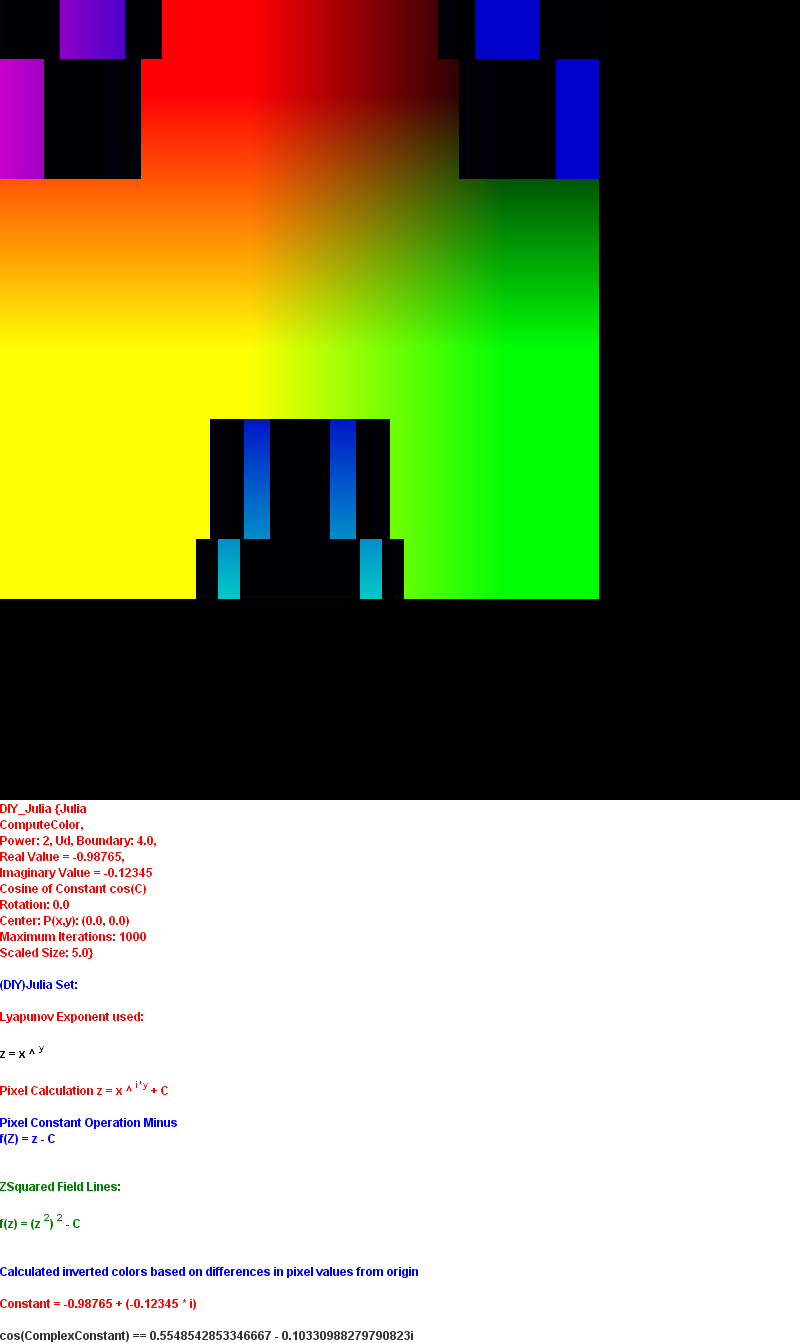 DIY_Julia {Julia
ComputeColor,
Power: 2, Ud, Boundary: 4.0,
Real Value = -0.98765,
Imaginary Value = -0.12345
Cosine of Constant cos(C)
Rotation: 0.0
Center: P(x,y): (0.0, 0.0)
Maximum Iterations: 1000
Scaled Size: 5.0}
(DIY)Julia Set:
Lyapunov Exponent used:
z = x ^ y
Pixel Calculation z = x ^ i*y + C
Pixel Constant Operation Minus
f(Z) = z - C
ZSquared Field Lines:
f(z) = (z 2) 2 - C
Calculated inverted colors based on differences in pixel values from origin
Constant = -0.98765 + (-0.12345 * i)
cos(ComplexConstant) == 0.5548542853346667 - 0.10330988279790823i